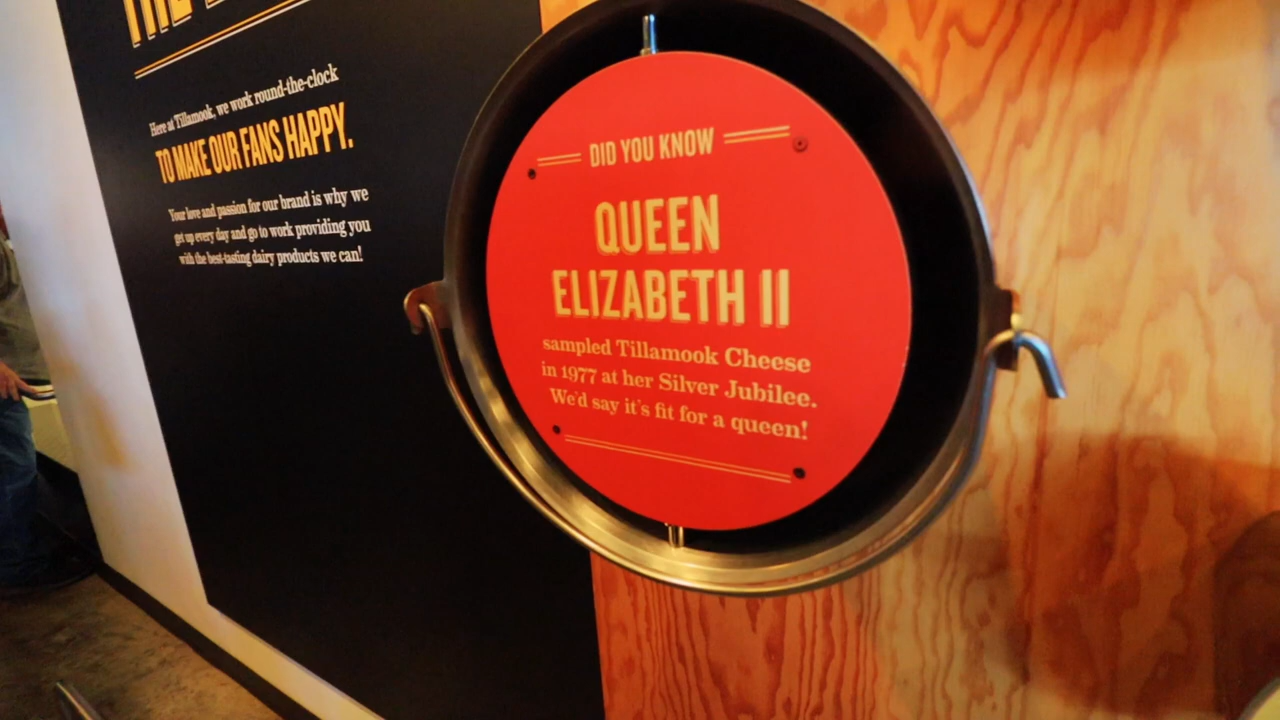 THE
Here at Tillamook, we work round-the-clock
TO MAKE OUR FANS HAPPY.
Your love and passion for our brand is why we
get up every day and go to work providing you
with the best-tasting dairy products we can!
DID YOU KNOW
QUEEN
ELIZABETH II
sampled Tillamook Cheese
in 1977 at her Silver Jubilee.
We'd say it's fit for a queen!